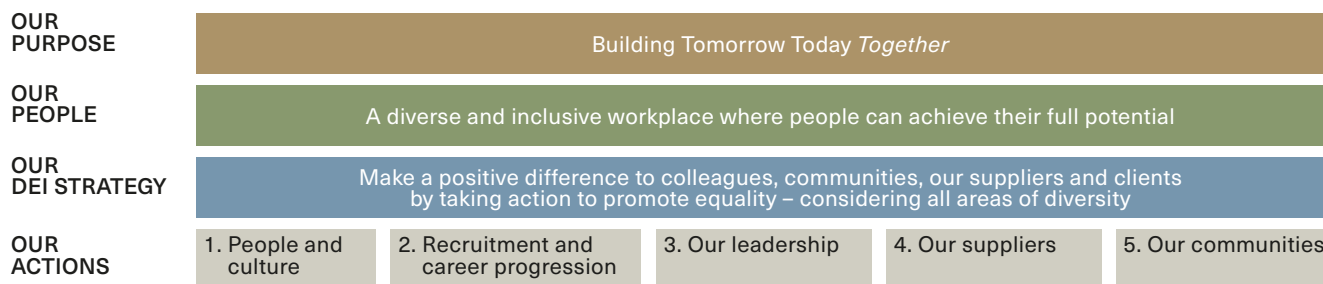 OUR
PURPOSE
Building Tomorrow Today Together
OUR
PEOPLE
A diverse and inclusive workplace where people can achieve their full potential
OUR
DEI STRATEGY
Make a positive difference to colleagues, communities, our suppliers and clients
by taking action to promote equality – considering all areas of diversity
OUR
ACTIONS
1. People and
culture
2. Recruitment and
career progression
3. Our leadership
4. Our suppliers
5. Our communities